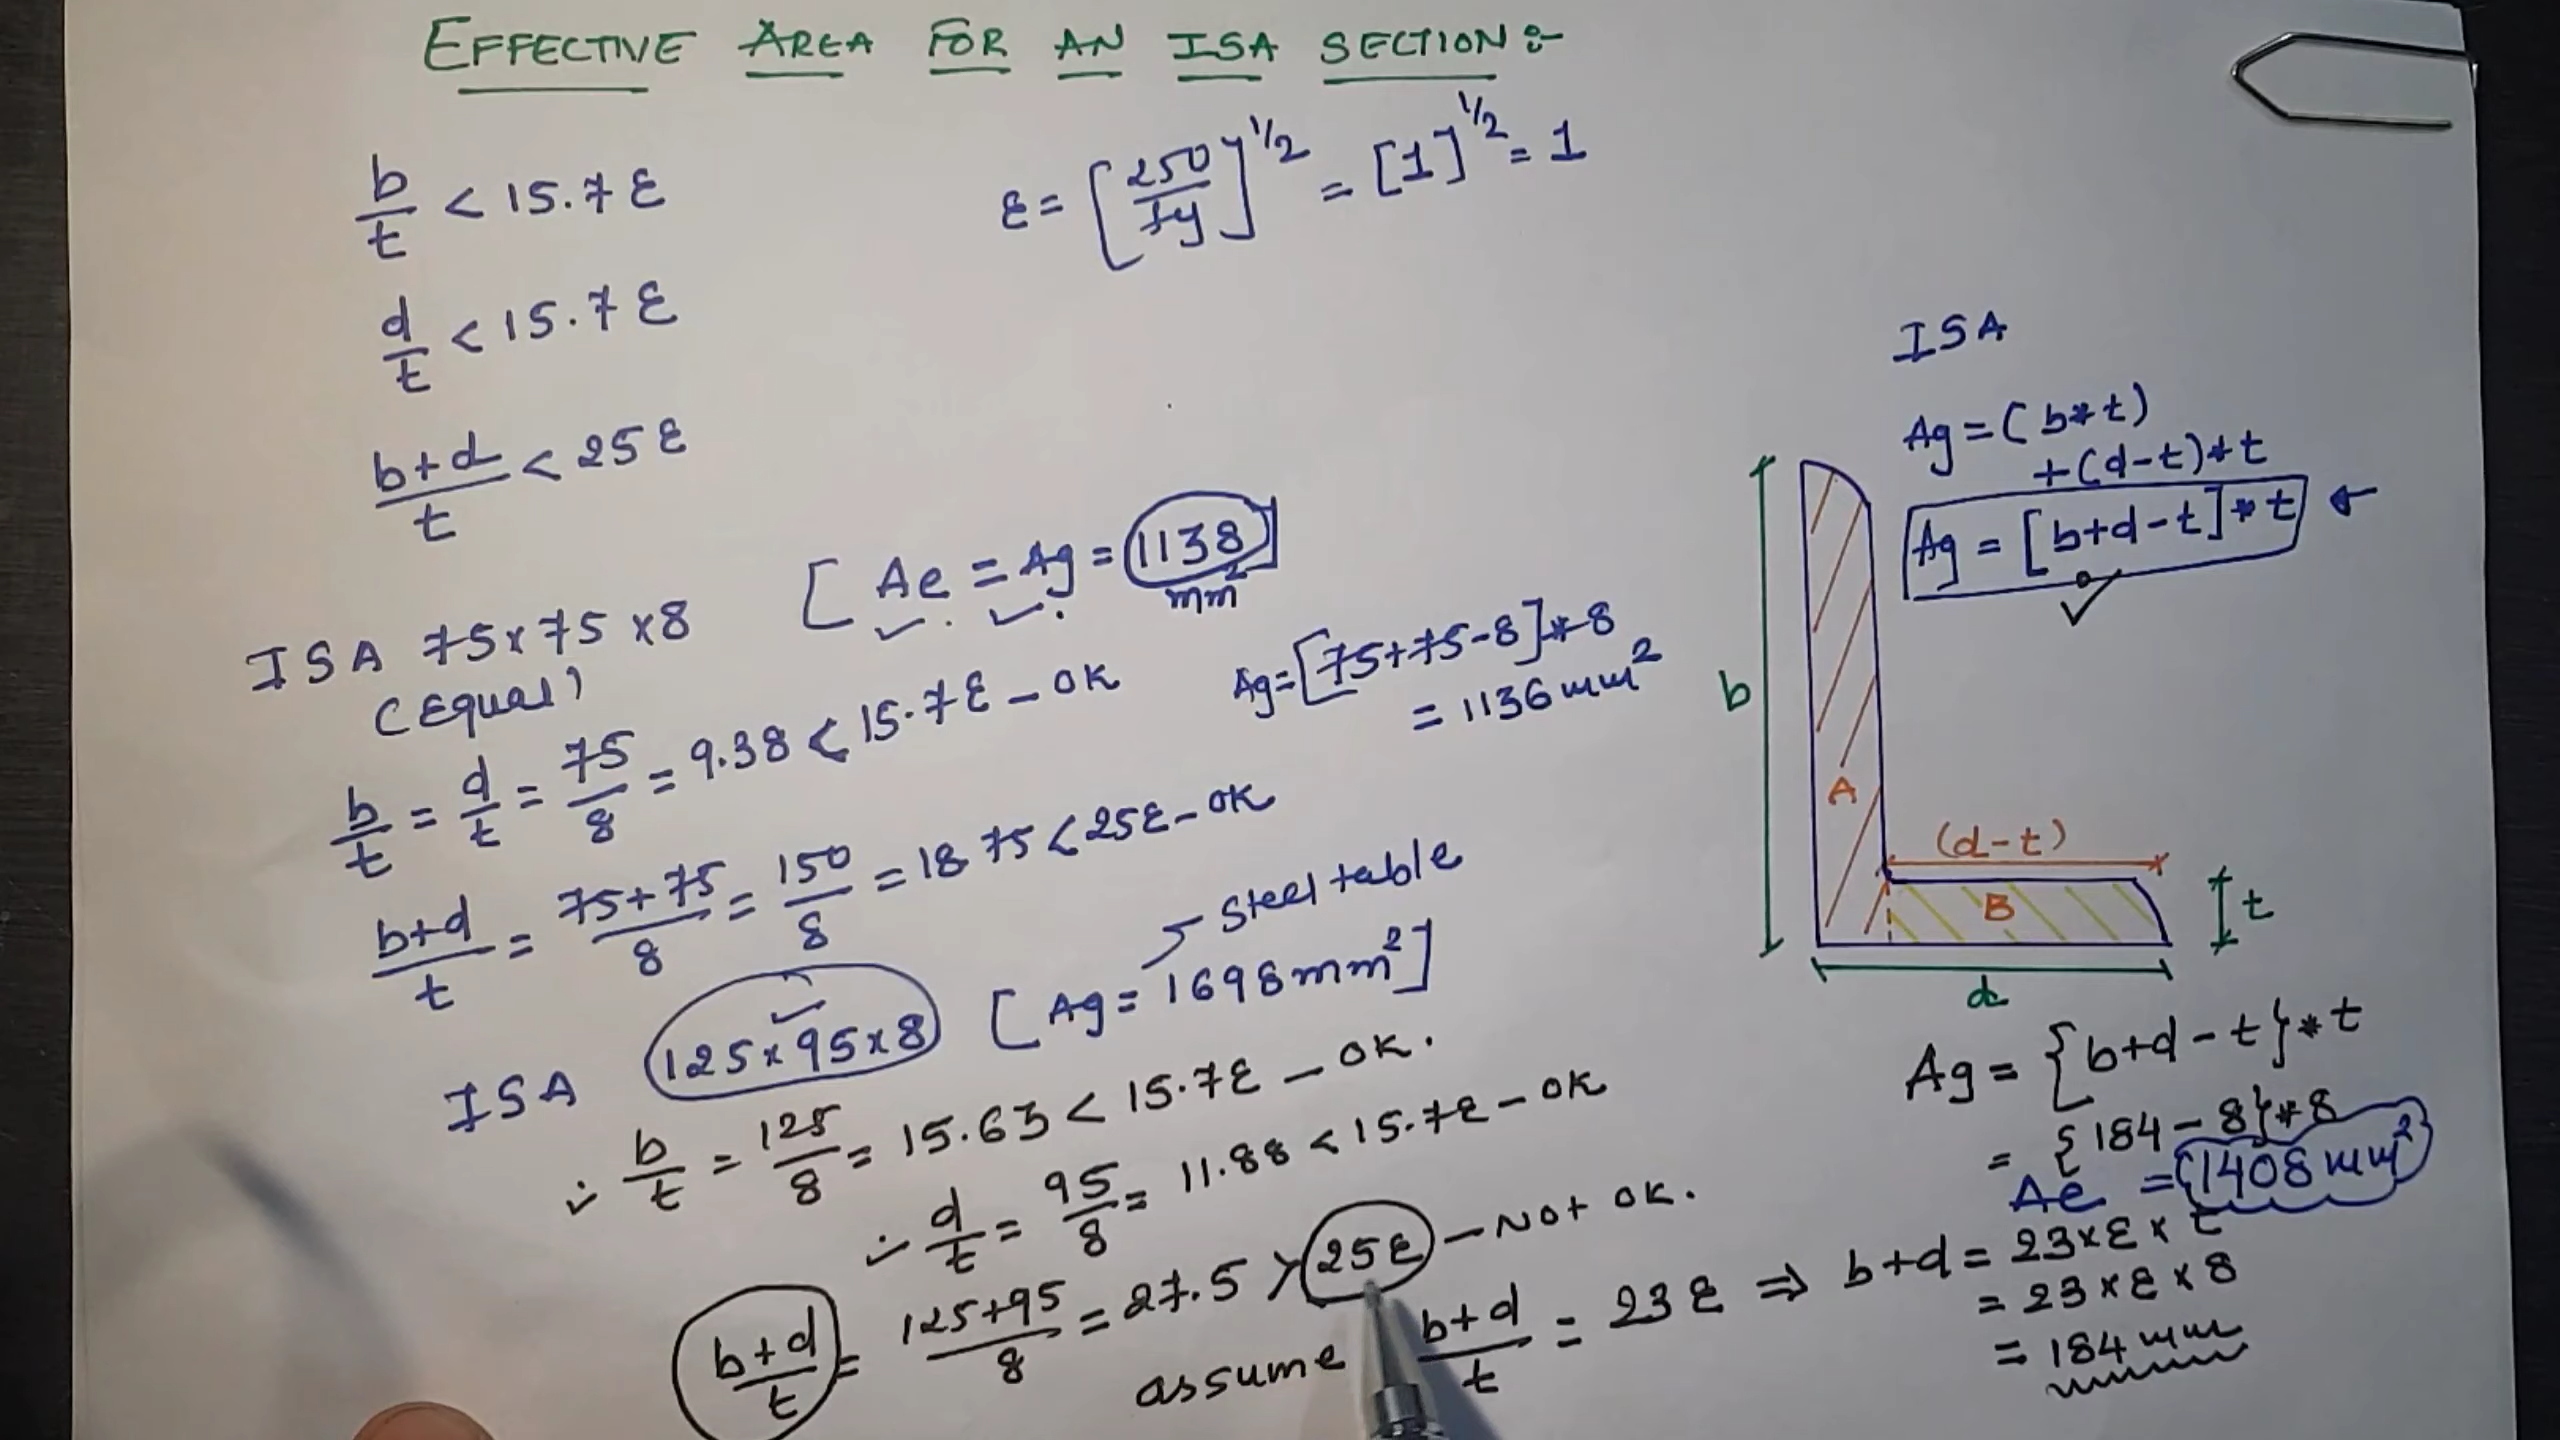 EFFECTIVE AREA FOR AN ISA SECTION :-
b/t < 15.7 ε
ε = [250/fy]^1/2 = [1]^1/2 = 1
d/t < 15.7 ε
b+d/t < 25 ε
[Ae = Ag = 1138 mm²]
ISA 75x75x8
(Equal)
b/t = d/t = 75/8 = 9.38 < 15.7 ε - OK
b+d/t = 75+75/8 = 150/8 = 18 75 < 25ε - OK
Ag = [75+75-8]*8
= 1136 mm²
Steel table
ISA 125x95x8 [Ag = 1698 mm²]
∴ b/t = 125/8 = 15.63 < 15.7ε - OK.
∴ d/t = 95/8 = 11.88 < 15.7ε - OK
b+d/t = 125+95/8 = 27.5 > 25ε - NOT OK.
assume b+d/t = 23 ε ⇒ b+d = 23 x ε x t
= 23 x ε x 8
= 184 mm
ISA
Ag = (b*t)
+(d-t)*t
Ag = [b+d-t]*t
b
A
(d-t)
B
t
d
Ag = {b+d-t}*t
= {184-8}*8
Ae = 1408 mm²